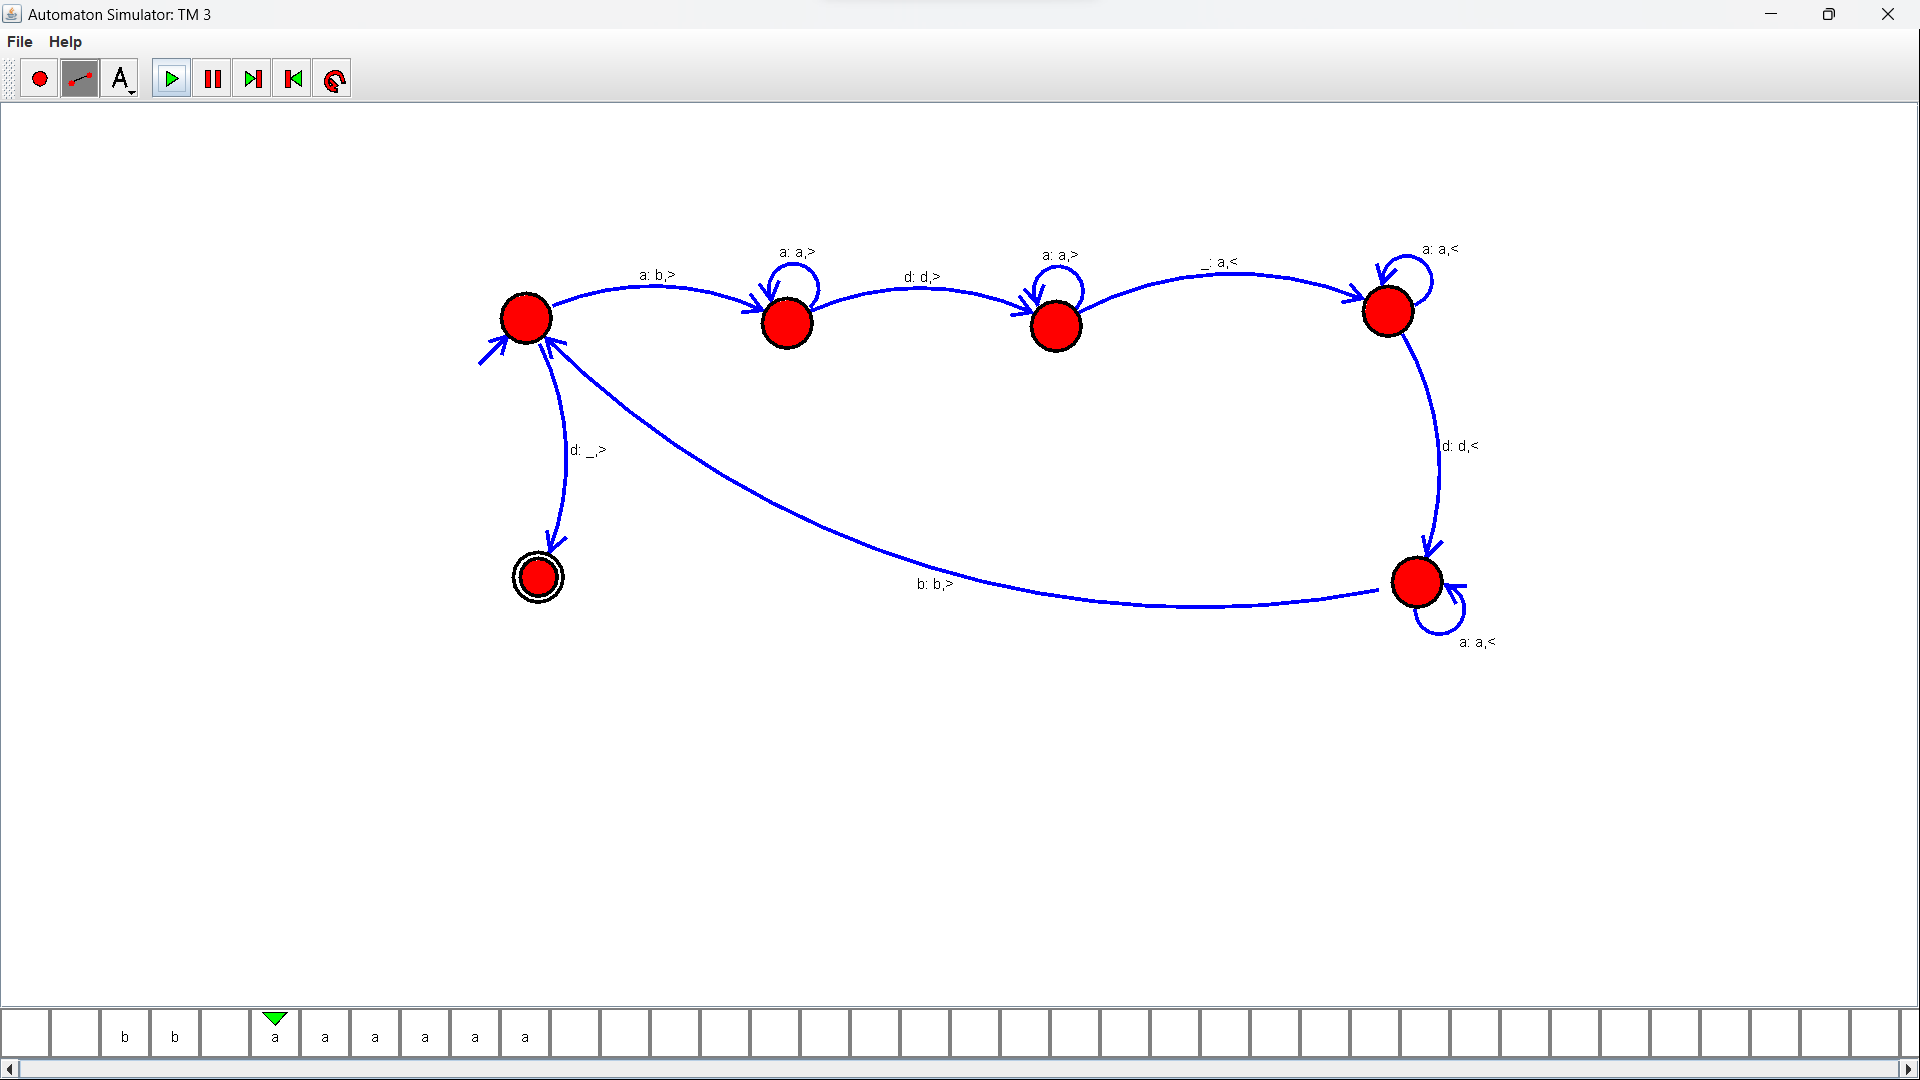 Automaton Simulator: TM 3
File Help
A
a: a,<
a: a,>
a: a,>
_: a,<
a: b,>
d: d,>
d: d,<
d: _,>
b: b,>
a: a,<
b b a a a a a a